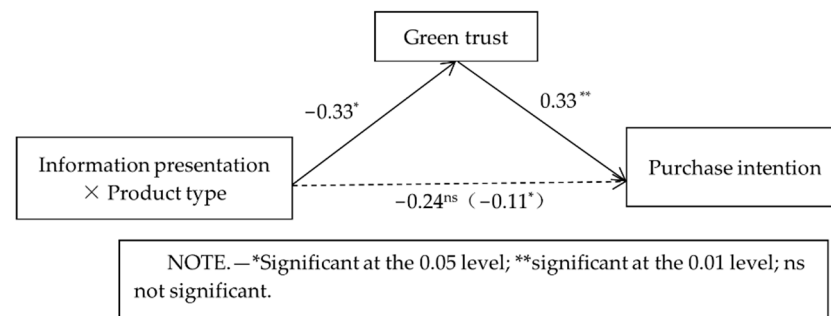 Green trust
−0.33*
0.33**
Information presentation
× Product type
Purchase intention
−0.24ns（−0.11*）
NOTE.—*Significant at the 0.05 level; **significant at the 0.01 level; ns
not significant.